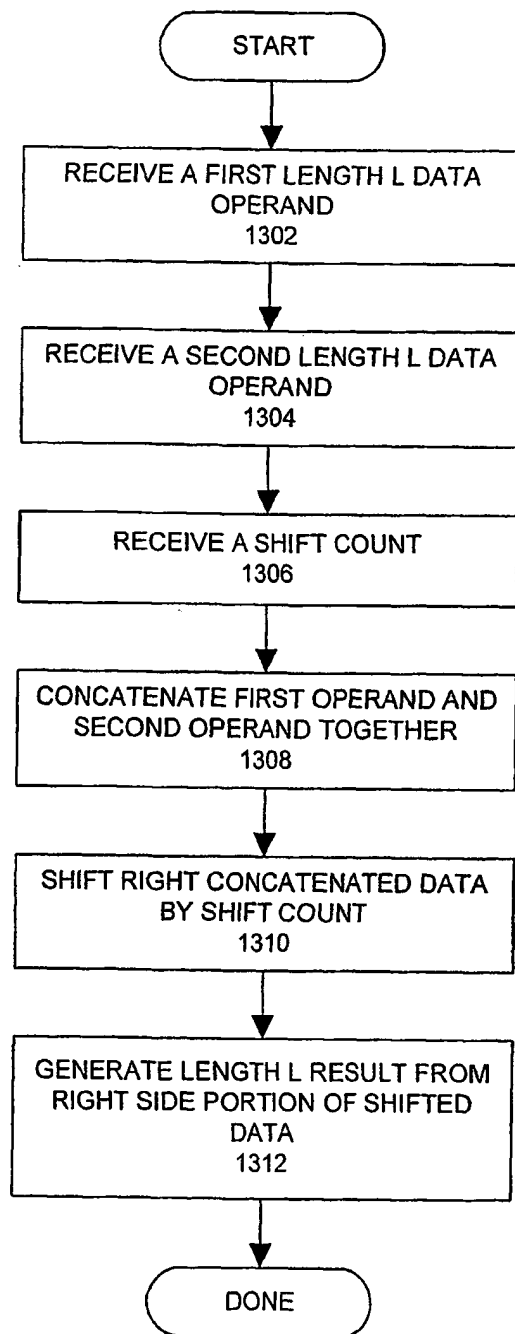 START
RECEIVE A FIRST LENGTH L DATA
OPERAND
1302
RECEIVE A SECOND LENGTH L DATA
OPERAND
1304
RECEIVE A SHIFT COUNT
1306
CONCATENATE FIRST OPERAND AND
SECOND OPERAND TOGETHER
1308
SHIFT RIGHT CONCATENATED DATA
BY SHIFT COUNT
1310
GENERATE LENGTH L RESULT FROM
RIGHT SIDE PORTION OF SHIFTED
DATA
1312
DONE